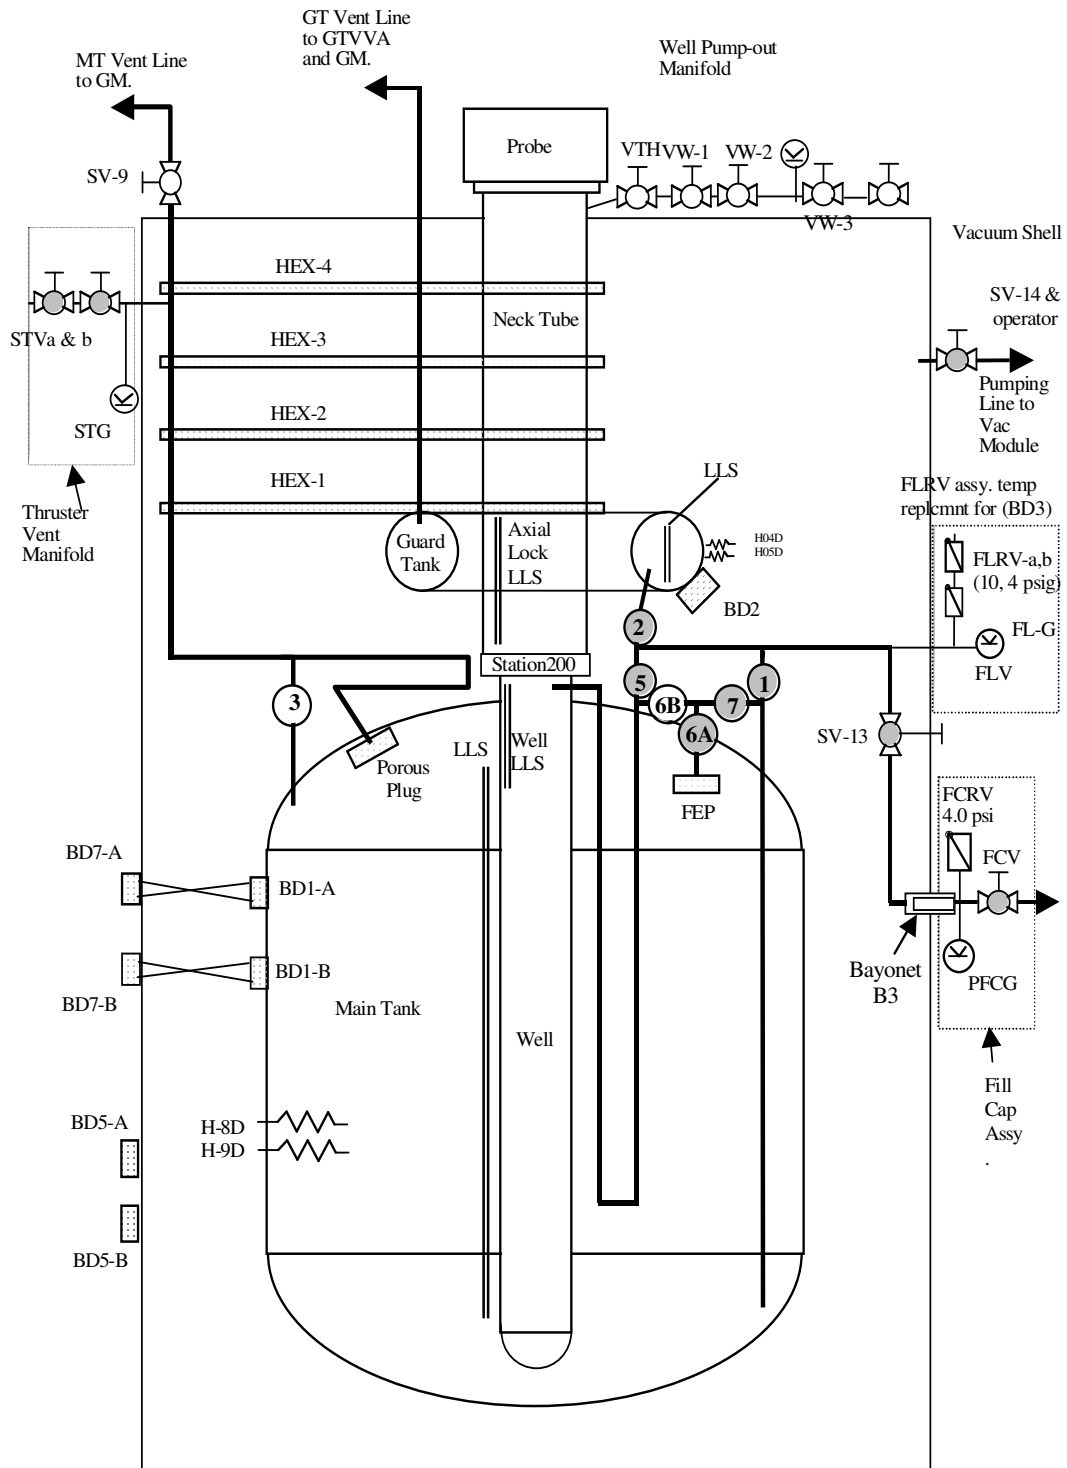 GT Vent Line
to GTVVA
and GM.
MT Vent Line
to GM.
Well Pump-out
Manifold
Probe
VTH
VW-1
VW-2
SV-9
VW-3
Vacuum Shell
HEX-4
SV-14 &
operator
Neck Tube
STVa & b
HEX-3
Pumping
Line to
Vac
Module
HEX-2
STG
LLS
HEX-1
FLRV assy. temp
replcmnt for (BD3)
Thruster
Vent
Manifold
Guard
Tank
Axial
Lock
LLS
H04D
H05D
FLRV-a,b
(10, 4 psig)
BD2
2
FL-G
FLV
Station200
5
1
3
6B
7
6A
SV-13
LLS
Well
LLS
Porous
Plug
FEP
FCRV
4.0 psi
FCV
BD7-A
BD1-A
BD1-B
Bayonet
B3
PFCG
BD7-B
Main Tank
Well
Fill
Cap
Assy
.
BD5-A
H-8D
H-9D
BD5-B